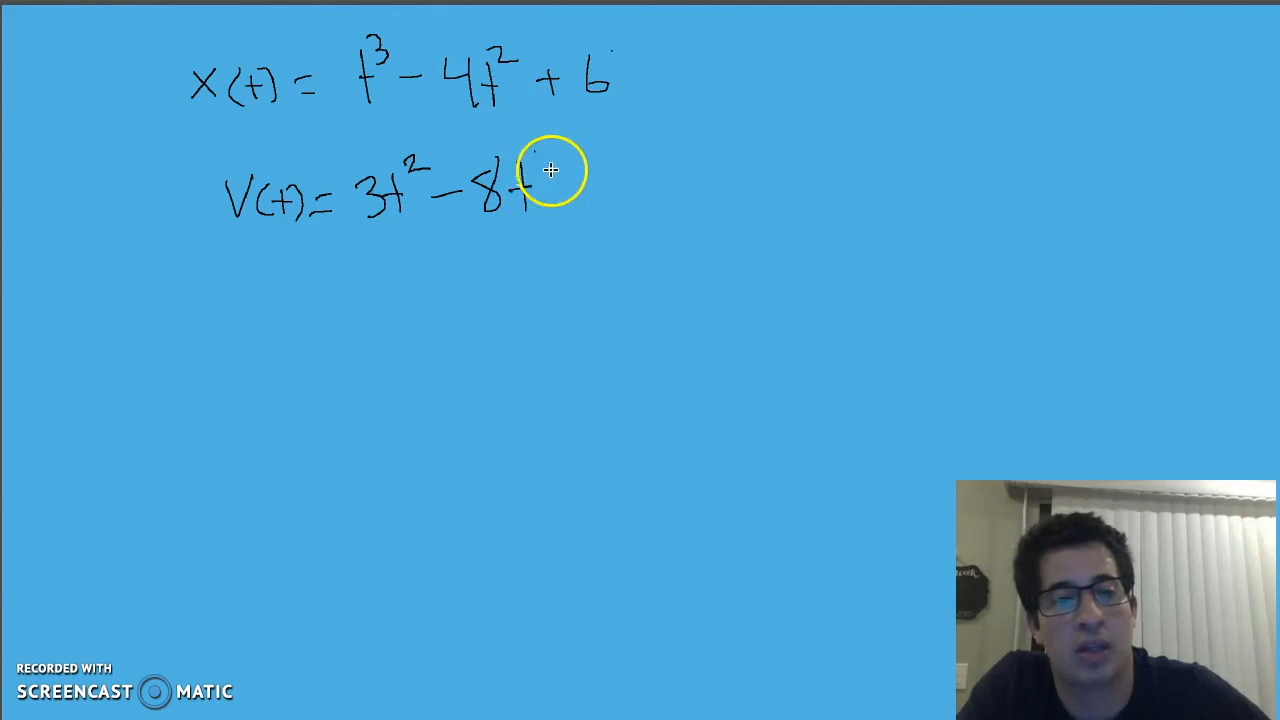 x(t) = t³ - 4t² + 6
v(t) = 3t² - 8t
RECORDED WITH
SCREENCAST MATIC